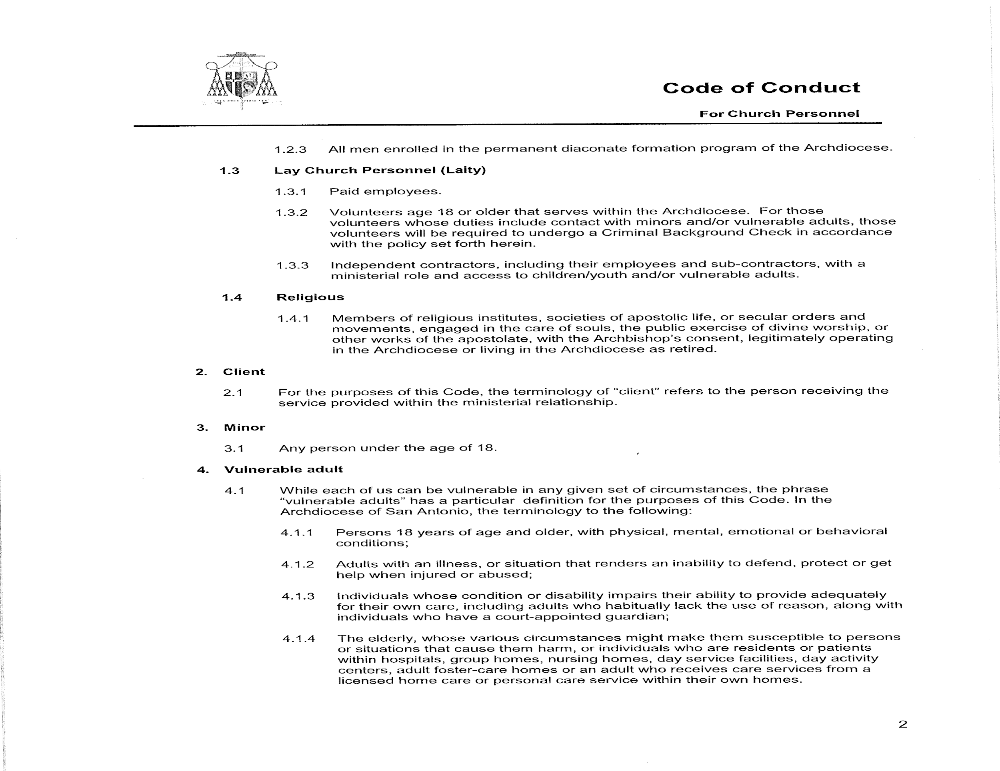 Code of Conduct
For Church Personnel
1.2.3 All men enrolled in the permanent diaconate formation program of the Archdiocese.
1.3 Lay Church Personnel (Laity)
1.3.1 Paid employees.
1.3.2 Volunteers age 18 or older that serves within the Archdiocese. For those
volunteers whose duties include contact with minors and/or vulnerable adults, those
volunteers will be required to undergo a Criminal Background Check in accordance
with the policy set forth herein.
1.3.3 Independent contractors, including their employees and sub-contractors, with a
ministerial role and access to children/youth and/or vulnerable adults.
1.4 Religious
1.4.1 Members of religious institutes, societies of apostolic life, or secular orders and
movements, engaged in the care of souls, the public exercise of divine worship, or
other works of the apostolate, with the Archbishop's consent, legitimately operating
in the Archdiocese or living in the Archdiocese as retired.
2. Client
2.1 For the purposes of this Code, the terminology of “client” refers to the person receiving the
service provided within the ministerial relationship.
3. Minor
3.1 Any person under the age of 18.
4. Vulnerable adult
4.1 While each of us can be vulnerable in any given set of circumstances, the phrase
“vulnerable adults” has a particular definition for the purposes of this Code. In the
Archdiocese of San Antonio, the terminology to the following:
4.1.1 Persons 18 years of age and older, with physical, mental, emotional or behavioral
conditions;
4.1.2 Adults with an illness, or situation that renders an inability to defend, protect or get
help when injured or abused;
4.1.3 Individuals whose condition or disability impairs their ability to provide adequately
for their own care, including adults who habitually lack the use of reason, along with
individuals who have a court-appointed guardian;
4.1.4 The elderly, whose various circumstances might make them susceptible to persons
or situations that cause them harm, or individuals who are residents or patients
within hospitals, group homes, nursing homes, day service facilities, day activity
centers, adult foster-care homes or an adult who receives care services from a
licensed home care or personal care service within their own homes.
2